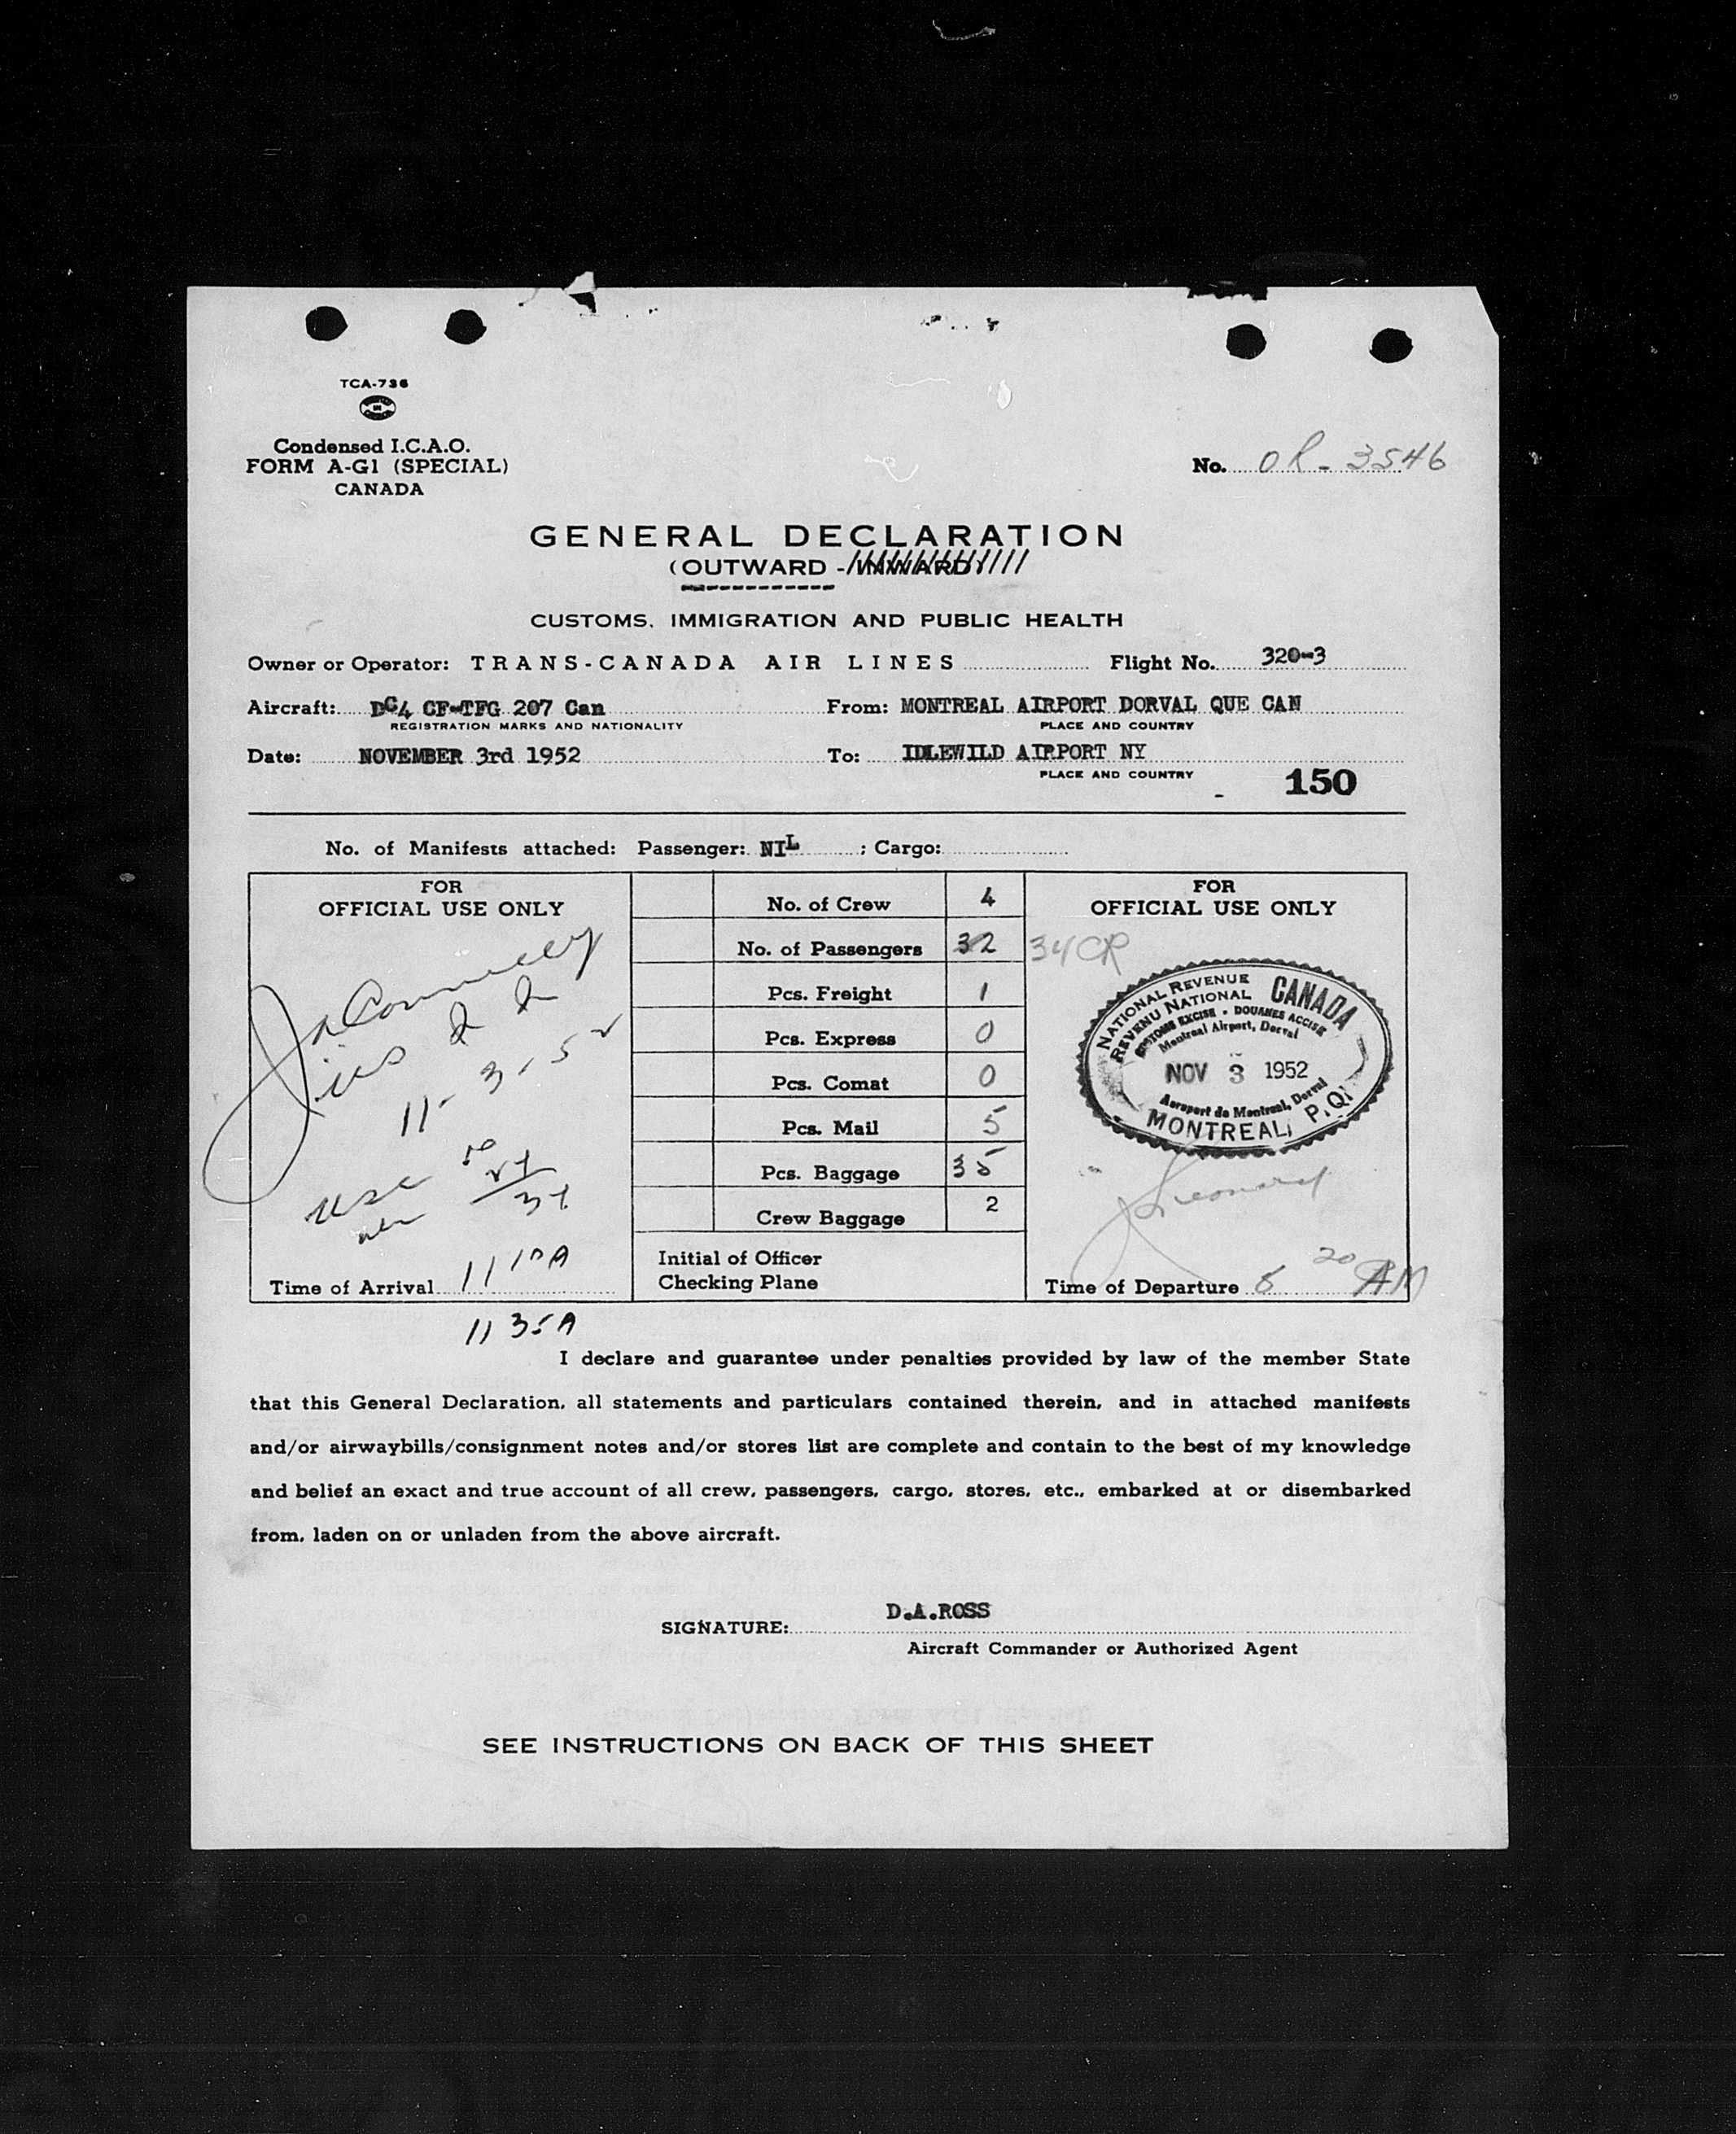 TCA-736
Condensed I.C.A.O.
FORM A-G1 (SPECIAL)
CANADA
No. OR-3546
GENERAL DECLARATION
(OUTWARD - INWARD)
CUSTOMS, IMMIGRATION AND PUBLIC HEALTH
Owner or Operator: TRANS-CANADA AIR LINES Flight No. 320-3
Aircraft: DC4 CF-TFG 207 Can From: MONTREAL AIRPORT DORVAL QUE CAN
REGISTRATION MARKS AND NATIONALITY PLACE AND COUNTRY
Date: NOVEMBER 3rd 1952 To: IDLEWILD AIRPORT NY
PLACE AND COUNTRY
150
No. of Manifests attached: Passenger: NIL ; Cargo:
FOR
OFFICIAL USE ONLY
11-3-52
Time of Arrival 11 10 A
11 35 A
No. of Crew 4
No. of Passengers 32
Pcs. Freight 1
Pcs. Express 0
Pcs. Comat 0
Pcs. Mail 5
Pcs. Baggage 35
Crew Baggage 2
Initial of Officer
Checking Plane
FOR
OFFICIAL USE ONLY
34 CR
NATIONAL REVENUE CANADA
REVENU NATIONAL
CUSTOMS EXCISE - DOUANES ACCISE
Montreal Airport, Dorval
NOV 3 1952
Aeroport de Montreal, Dorval
MONTREAL, P.Q.
Time of Departure 20 AM
I declare and guarantee under penalties provided by law of the member State
that this General Declaration, all statements and particulars contained therein, and in attached manifests
and/or airwaybills/consignment notes and/or stores list are complete and contain to the best of my knowledge
and belief an exact and true account of all crew, passengers, cargo, stores, etc., embarked at or disembarked
from, laden on or unladen from the above aircraft.
SIGNATURE: D.A.ROSS
Aircraft Commander or Authorized Agent
SEE INSTRUCTIONS ON BACK OF THIS SHEET